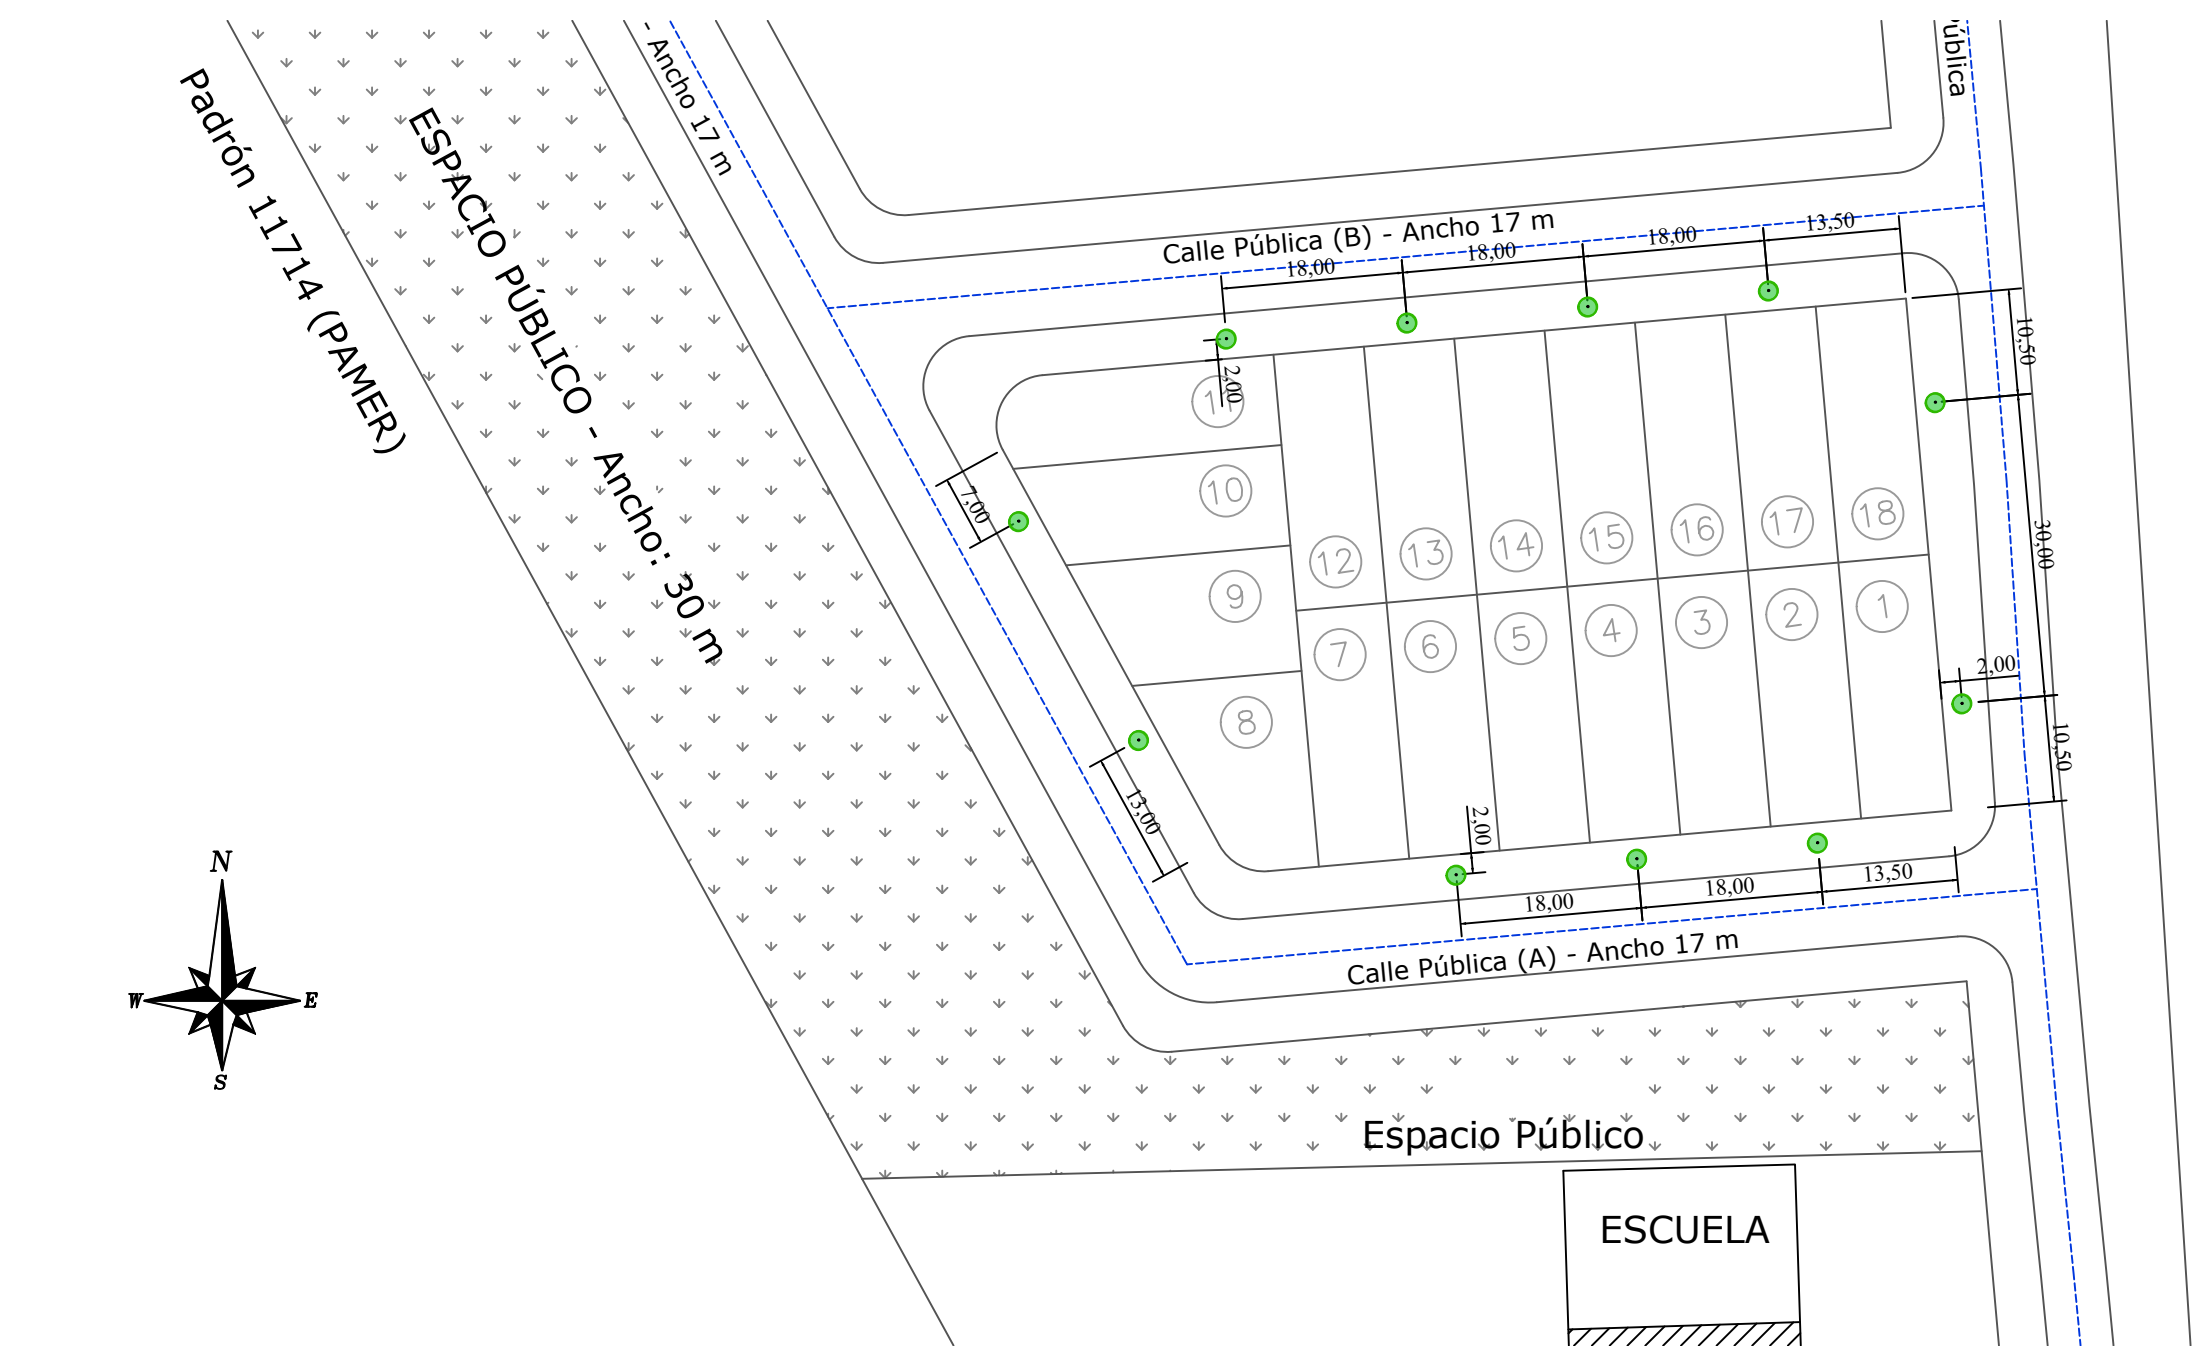 Padrón 11714 (PAMER)
ESPACIO PÚBLICO - Ancho: 30 m
- Ancho 17 m
ública
Calle Pública (B) - Ancho 17 m
18,00
18,00
18,00
13,50
10,50
30,00
2,00
10,50
2,00
7,00
13,00
11
10
9
8
12
13
14
15
16
17
18
7
6
5
4
3
2
1
2,00
18,00
18,00
13,50
Calle Pública (A) - Ancho 17 m
Espacio Público
ESCUELA
N
W
E
S